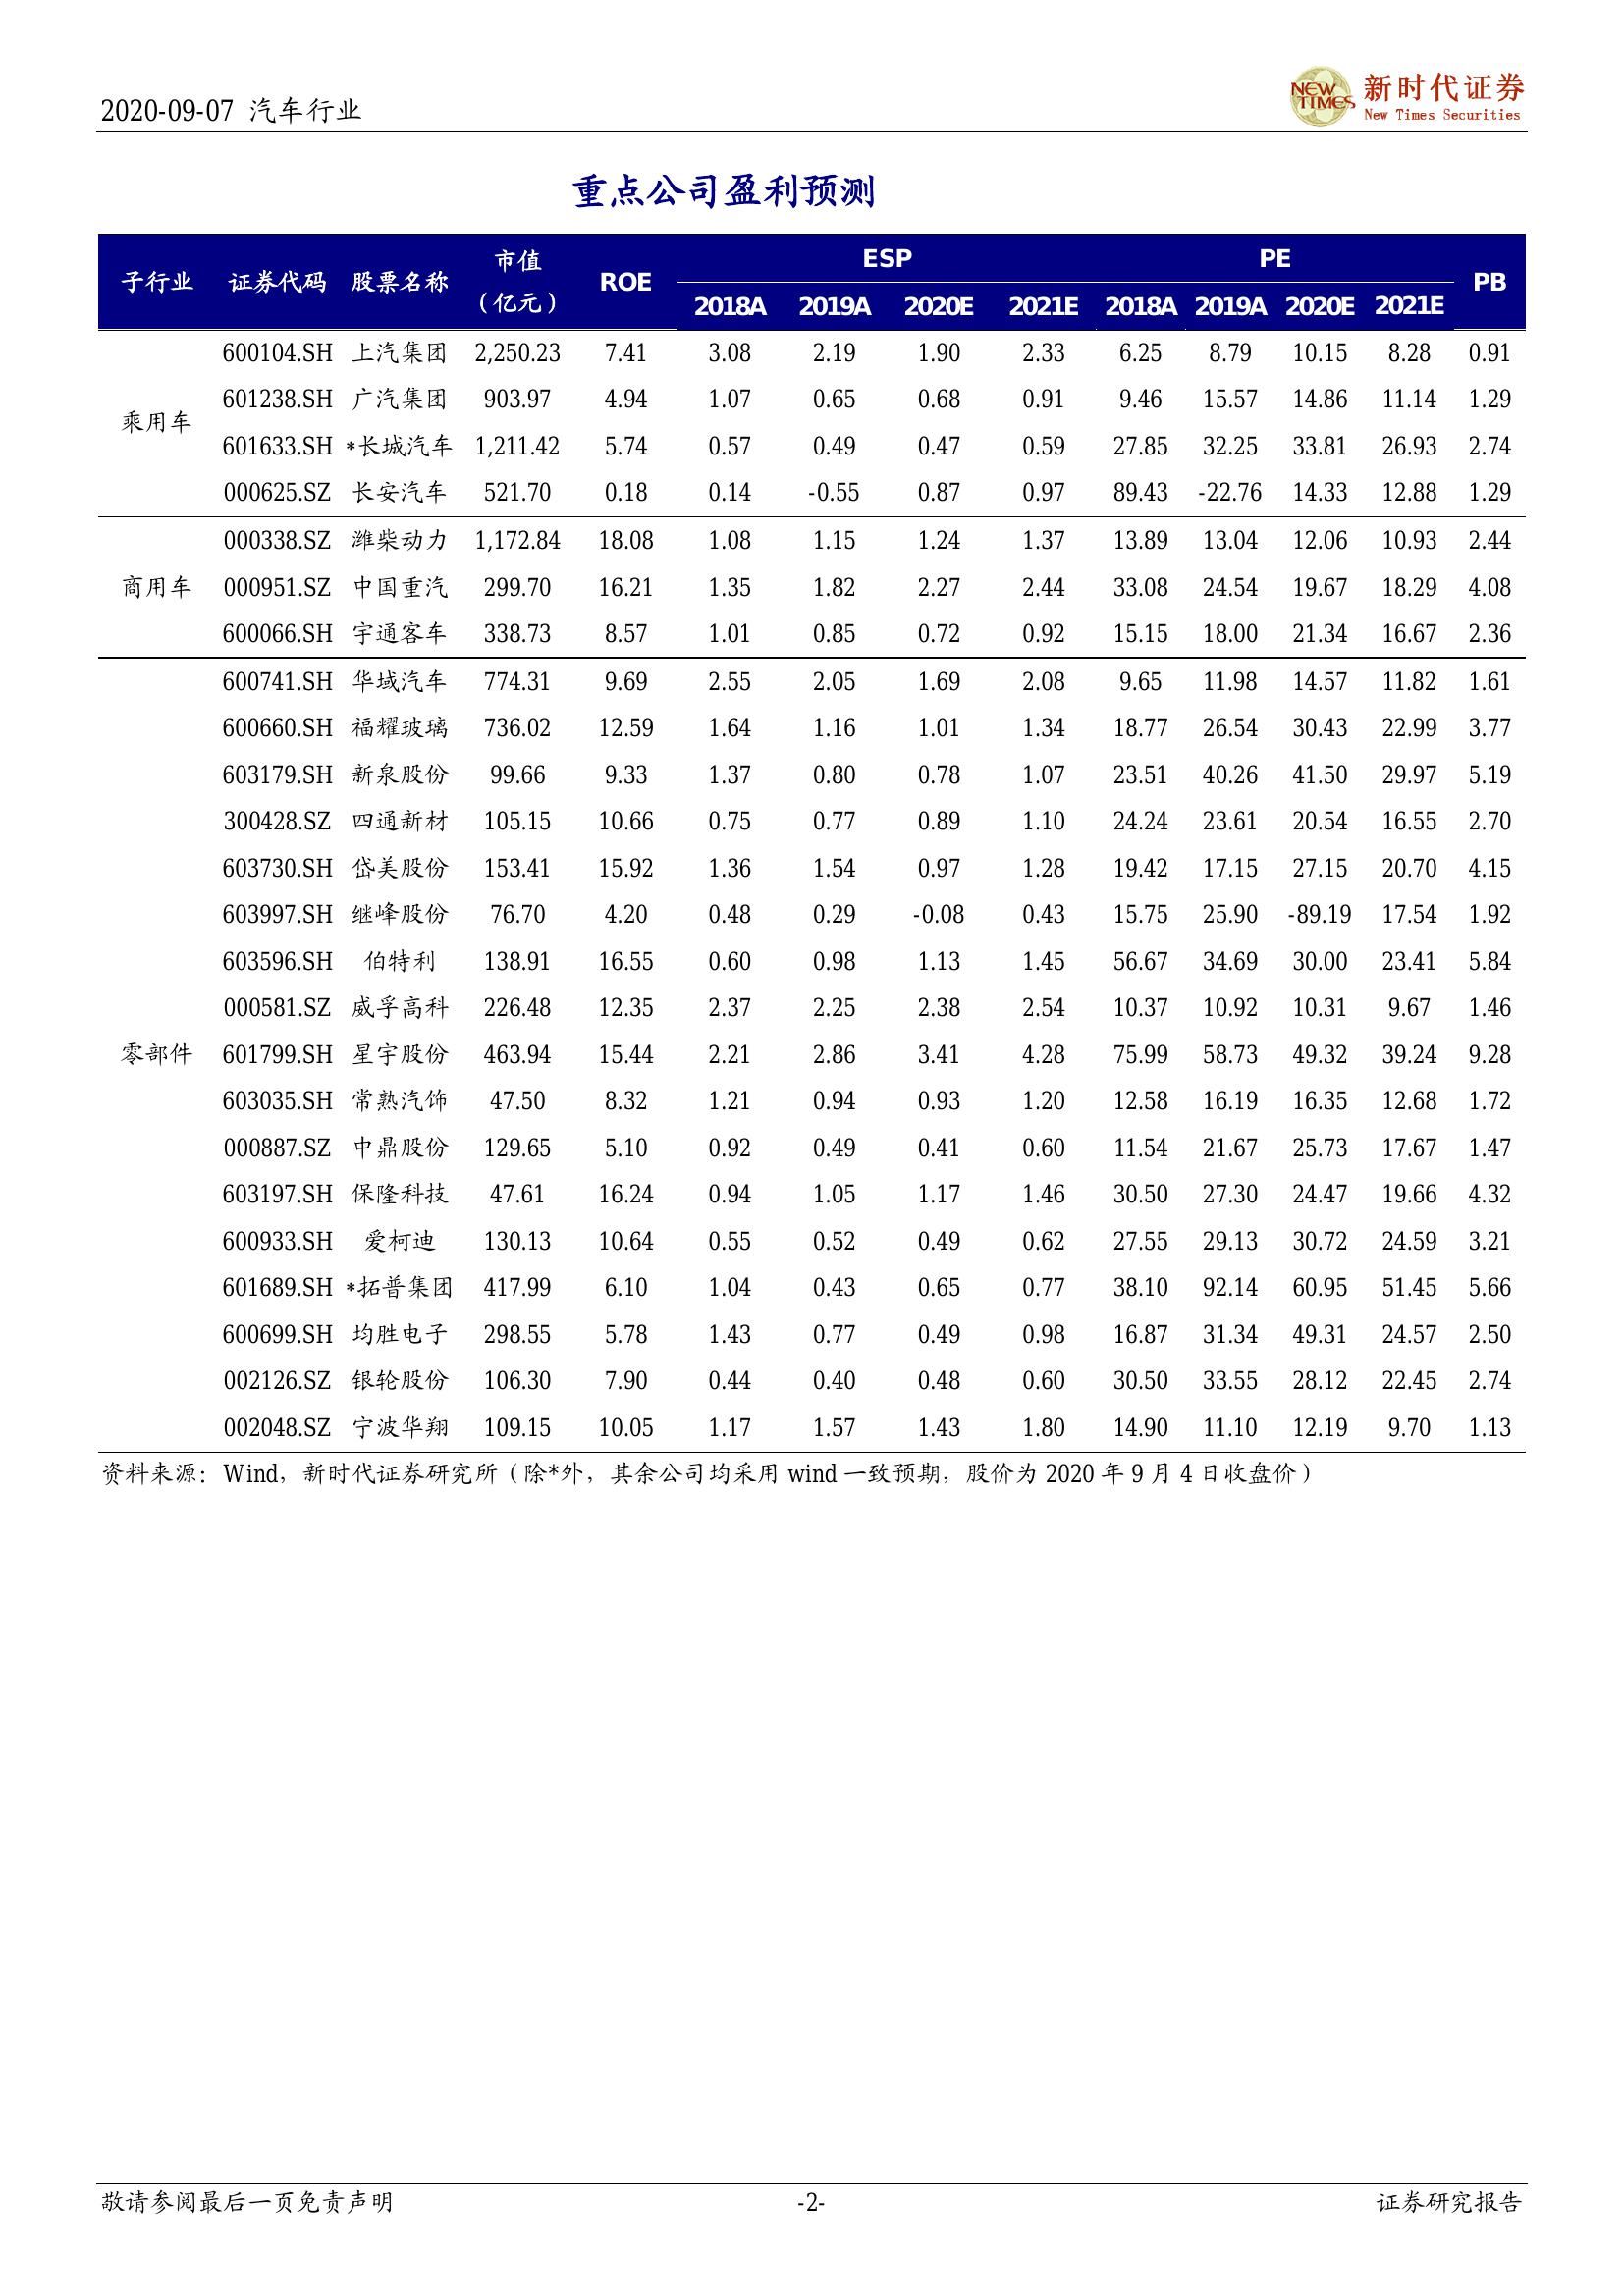 2020-09-07 汽车行业
NEW TIMES 新时代证券
New Times Securities
重点公司盈利预测
子行业 证券代码 股票名称 市值（亿元） ROE ESP PE PB
2018A 2019A 2020E 2021E 2018A 2019A 2020E 2021E
乘用车
600104.SH 上汽集团 2,250.23 7.41 3.08 2.19 1.90 2.33 6.25 8.79 10.15 8.28 0.91
601238.SH 广汽集团 903.97 4.94 1.07 0.65 0.68 0.91 9.46 15.57 14.86 11.14 1.29
601633.SH *长城汽车 1,211.42 5.74 0.57 0.49 0.47 0.59 27.85 32.25 33.81 26.93 2.74
000625.SZ 长安汽车 521.70 0.18 0.14 -0.55 0.87 0.97 89.43 -22.76 14.33 12.88 1.29
商用车
000338.SZ 潍柴动力 1,172.84 18.08 1.08 1.15 1.24 1.37 13.89 13.04 12.06 10.93 2.44
000951.SZ 中国重汽 299.70 16.21 1.35 1.82 2.27 2.44 33.08 24.54 19.67 18.29 4.08
600066.SH 宇通客车 338.73 8.57 1.01 0.85 0.72 0.92 15.15 18.00 21.34 16.67 2.36
零部件
600741.SH 华域汽车 774.31 9.69 2.55 2.05 1.69 2.08 9.65 11.98 14.57 11.82 1.61
600660.SH 福耀玻璃 736.02 12.59 1.64 1.16 1.01 1.34 18.77 26.54 30.43 22.99 3.77
603179.SH 新泉股份 99.66 9.33 1.37 0.80 0.78 1.07 23.51 40.26 41.50 29.97 5.19
300428.SZ 四通新材 105.15 10.66 0.75 0.77 0.89 1.10 24.24 23.61 20.54 16.55 2.70
603730.SH 岱美股份 153.41 15.92 1.36 1.54 0.97 1.28 19.42 17.15 27.15 20.70 4.15
603997.SH 继峰股份 76.70 4.20 0.48 0.29 -0.08 0.43 15.75 25.90 -89.19 17.54 1.92
603596.SH 伯特利 138.91 16.55 0.60 0.98 1.13 1.45 56.67 34.69 30.00 23.41 5.84
000581.SZ 威孚高科 226.48 12.35 2.37 2.25 2.38 2.54 10.37 10.92 10.31 9.67 1.46
601799.SH 星宇股份 463.94 15.44 2.21 2.86 3.41 4.28 75.99 58.73 49.32 39.24 9.28
603035.SH 常熟汽饰 47.50 8.32 1.21 0.94 0.93 1.20 12.58 16.19 16.35 12.68 1.72
000887.SZ 中鼎股份 129.65 5.10 0.92 0.49 0.41 0.60 11.54 21.67 25.73 17.67 1.47
603197.SH 保隆科技 47.61 16.24 0.94 1.05 1.17 1.46 30.50 27.30 24.47 19.66 4.32
600933.SH 爱柯迪 130.13 10.64 0.55 0.52 0.49 0.62 27.55 29.13 30.72 24.59 3.21
601689.SH *拓普集团 417.99 6.10 1.04 0.43 0.65 0.77 38.10 92.14 60.95 51.45 5.66
600699.SH 均胜电子 298.55 5.78 1.43 0.77 0.49 0.98 16.87 31.34 49.31 24.57 2.50
002126.SZ 银轮股份 106.30 7.90 0.44 0.40 0.48 0.60 30.50 33.55 28.12 22.45 2.74
002048.SZ 宁波华翔 109.15 10.05 1.17 1.57 1.43 1.80 14.90 11.10 12.19 9.70 1.13
资料来源：Wind，新时代证券研究所（除*外，其余公司均采用 wind 一致预期，股价为 2020 年 9 月 4 日收盘价）
敬请参阅最后一页免责声明 -2- 证券研究报告